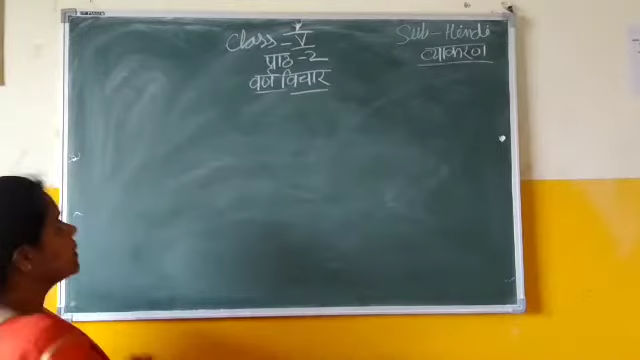 Class - V
Sub - Hindi
पाठ - 2
व्याकरण
वर्ण विचार